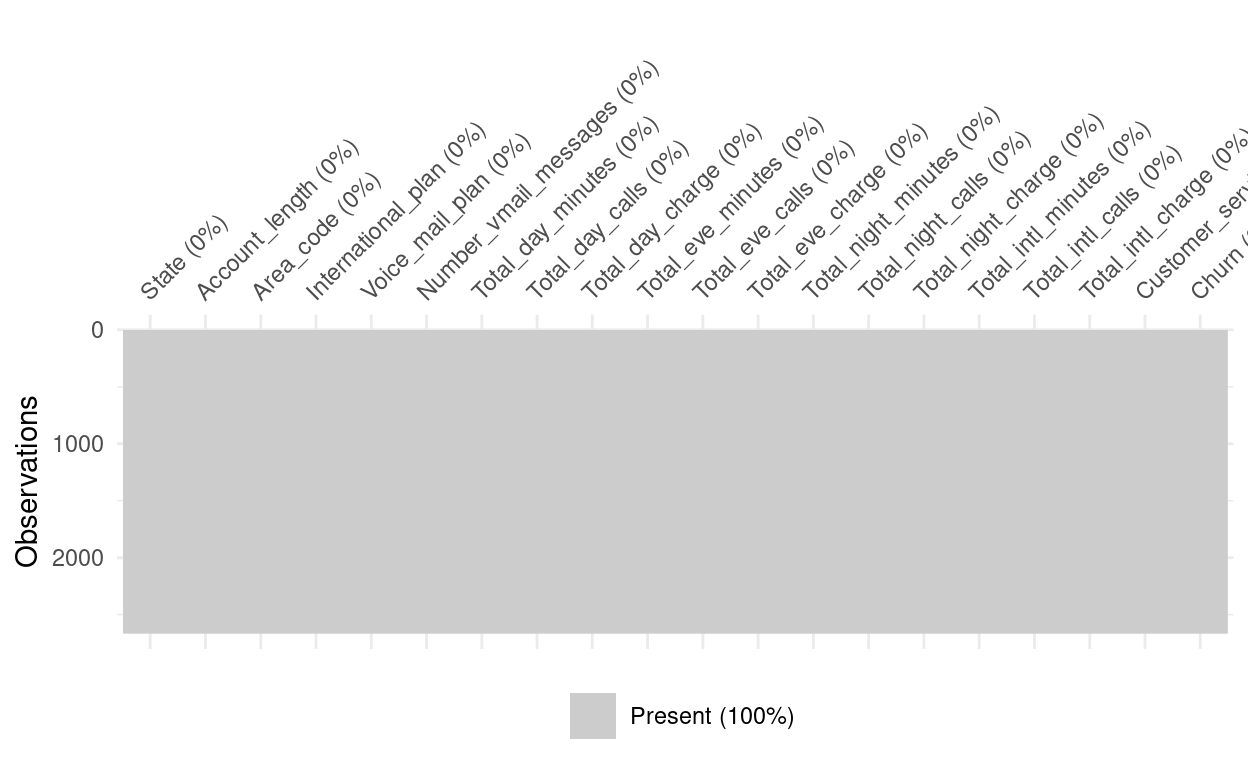 State (0%)
Account_length (0%)
Area_code (0%)
International_plan (0%)
Voice_mail_plan (0%)
Number_vmail_messages (0%)
Total_day_minutes (0%)
Total_day_calls (0%)
Total_day_charge (0%)
Total_eve_minutes (0%)
Total_eve_calls (0%)
Total_eve_charge (0%)
Total_night_minutes (0%)
Total_night_calls (0%)
Total_night_charge (0%)
Total_intl_minutes (0%)
Total_intl_calls (0%)
Total_intl_charge (0%)
Customer_serv
Churn (
0
1000
2000
Observations
Present (100%)